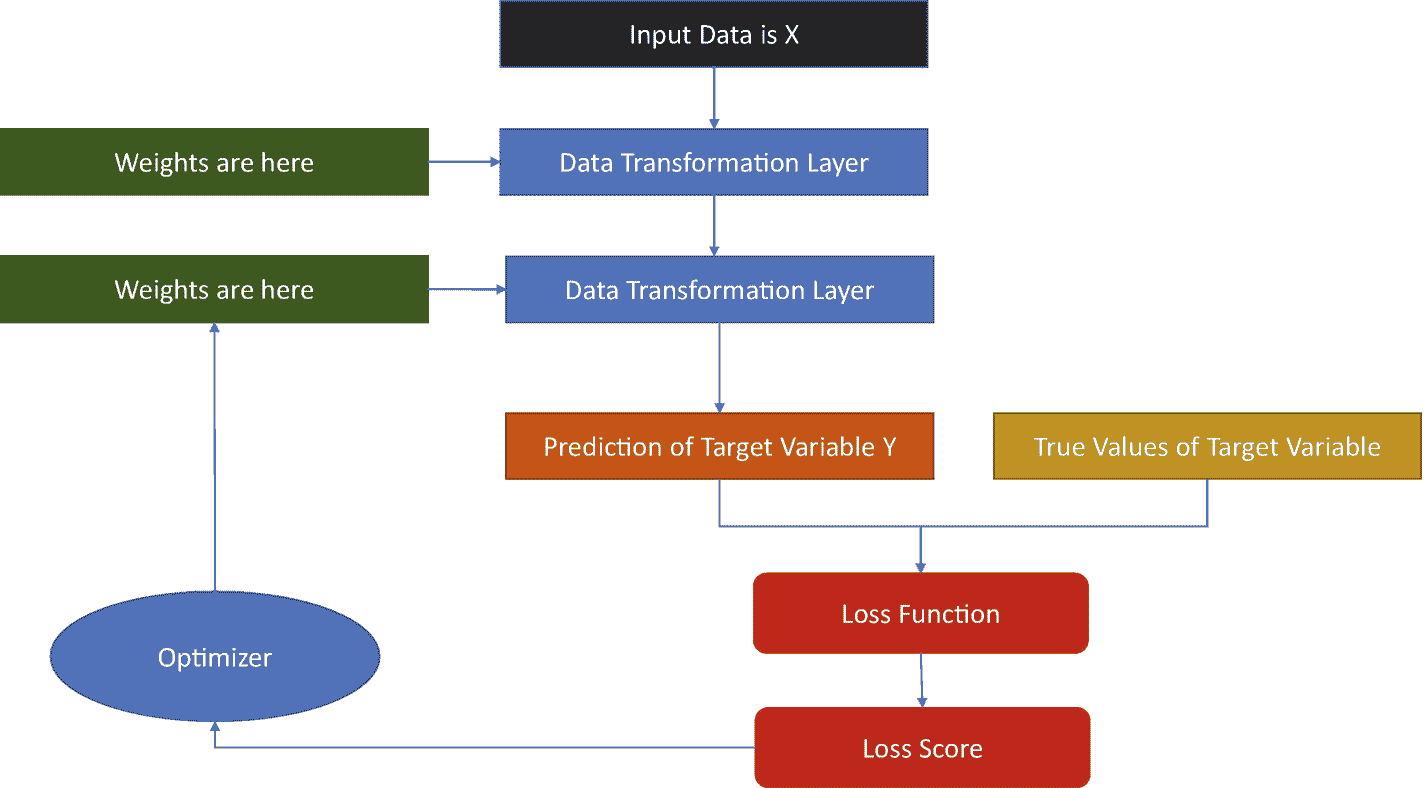 Input Data is X
Weights are here
Data Transformation Layer
Weights are here
Data Transformation Layer
Prediction of Target Variable Y
True Values of Target Variable
Loss Function
Optimizer
Loss Score